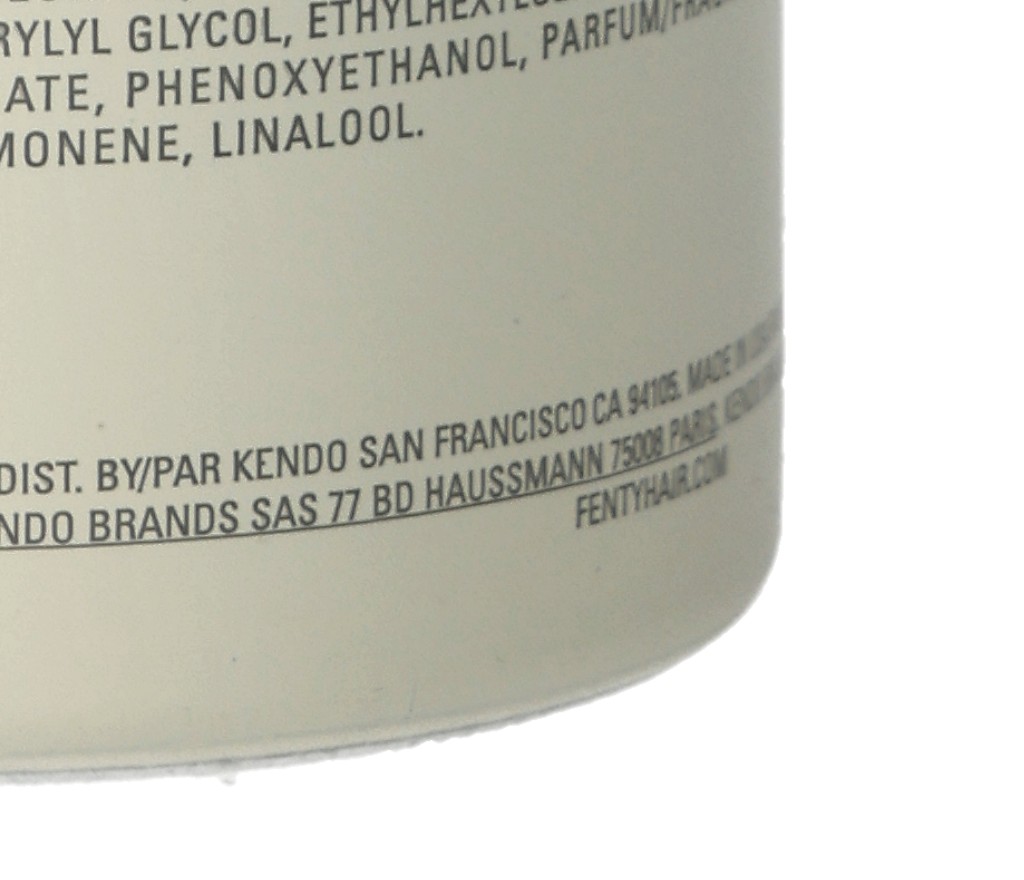 RYLYL GLYCOL,
ATE, PHENOXYETHANOL, PARFUM/
MONENE, LINALOOL.
DIST. BY/PAR KENDO SAN FRANCISCO CA 94105. MADE IN
NDO BRANDS SAS 77 BD HAUSSMANN 75008 PARIS. KENDO
FENTYHAIR.COM